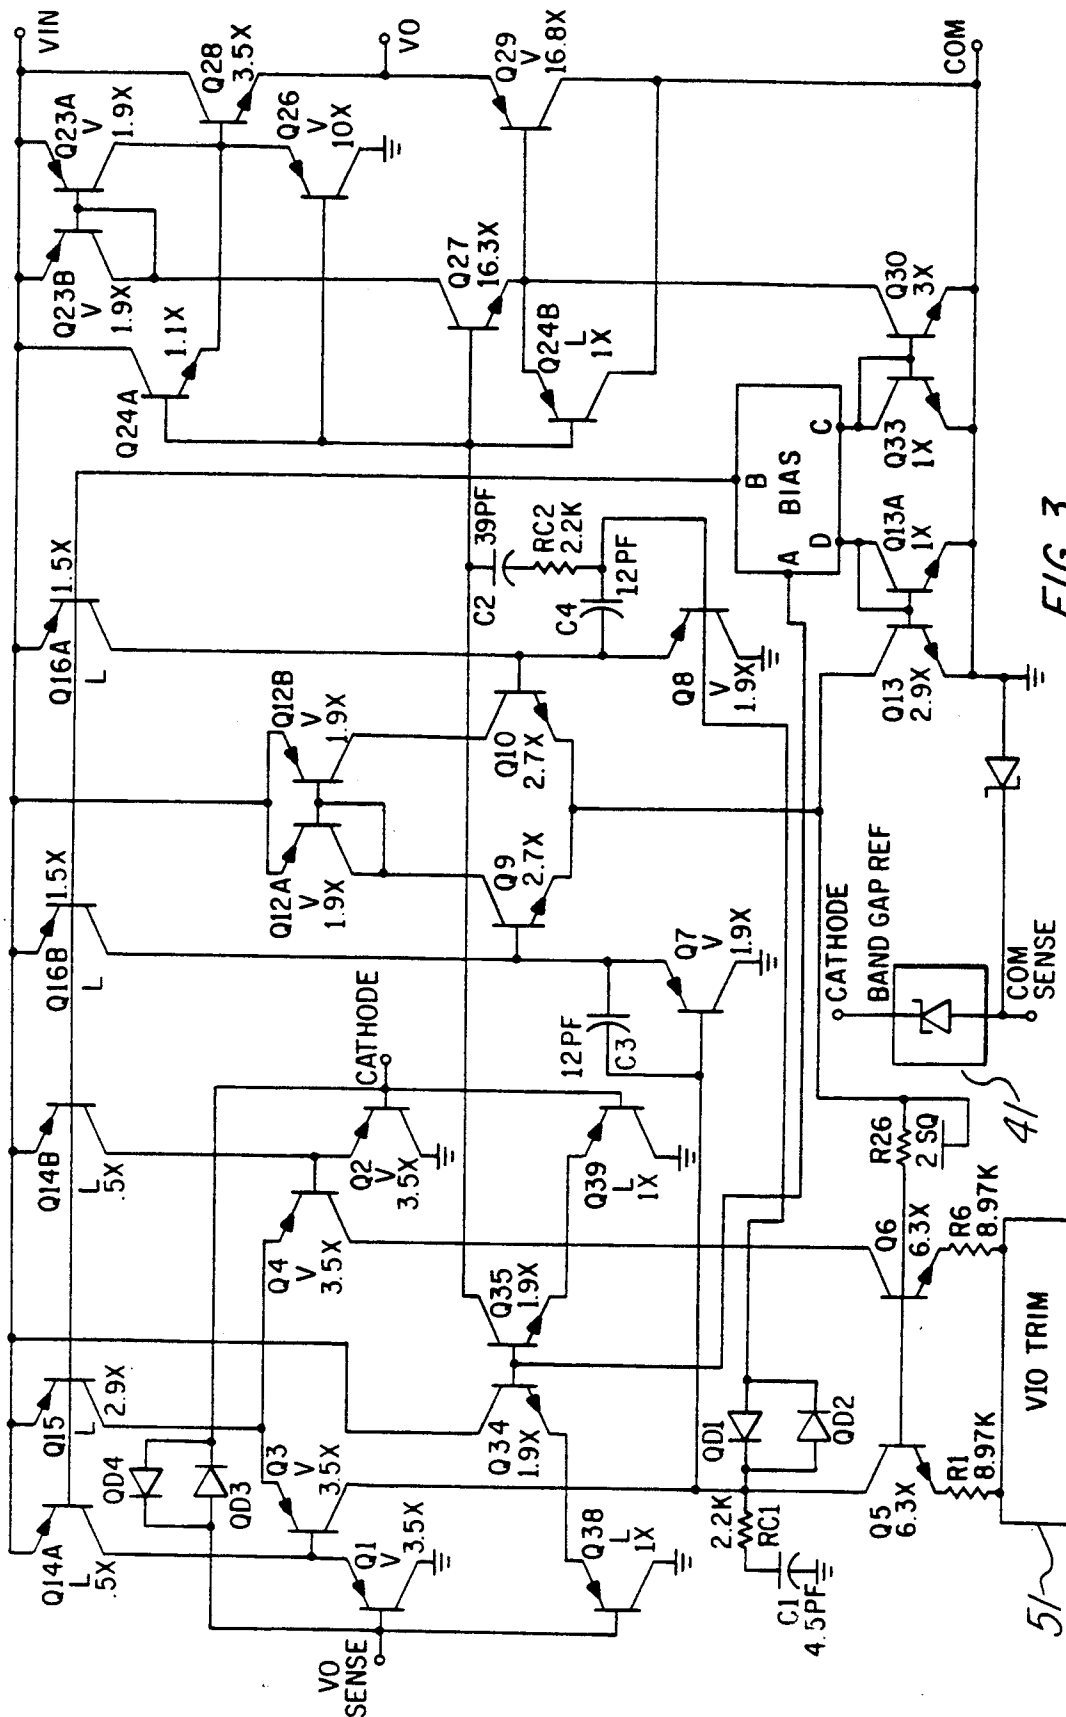 VIN
Q14A
L
.5X
Q15
L
2.9X
Q14B
L
.5X
Q16B
L
1.5X
Q16A
L
1.5X
Q24A
1.1X
Q23B
V
1.9X
Q23A
V
1.9X
Q28
3.5X
VO
Q26
V
10X
QD4
QD3
Q3
V
3.5X
Q4
V
3.5X
Q1
V
3.5X
VO
SENSE
Q2
V
3.5X
CATHODE
Q12A
V
1.9X
Q12B
V
1.9X
Q9
2.7X
Q10
2.7X
Q27
16.3X
Q29
V
16.8X
Q24B
L
1X
Q34
1.9X
Q35
1.9X
Q38
L
1X
Q39
L
1X
12PF
C3
Q7
V
1.9X
C2
39PF
RC2
2.2K
C4
12PF
Q8
V
1.9X
QD1
QD2
2.2K
RC1
C1
4.5PF
B
BIAS
A
D
C
Q5
6.3X
Q6
6.3X
R1
8.97K
R6
8.97K
R26
2 SQ
VIO TRIM
51
CATHODE
BAND GAP REF
41
COM
SENSE
Q13
2.9X
Q13A
1X
Q33
1X
Q30
3X
COM
FIG. 3